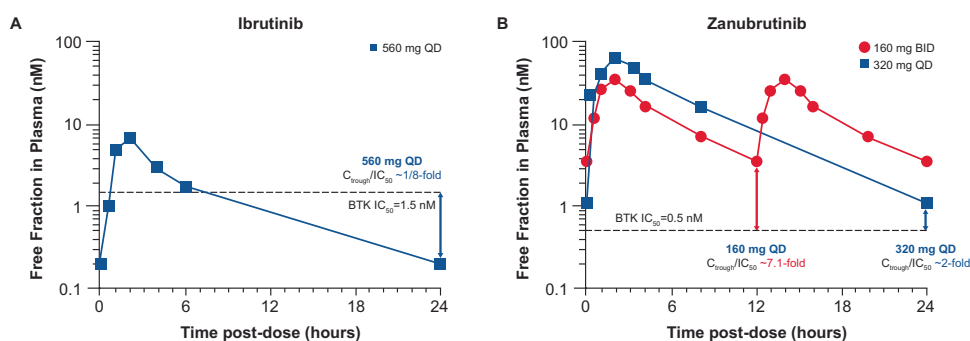 A
Ibrutinib
560 mg QD
Free Fraction in Plasma (nM)
100
10
1
0.1
560 mg QD
Ctrough/IC50 ~1/8-fold
BTK IC50=1.5 nM
0
6
12
18
24
Time post-dose (hours)
B
Zanubrutinib
160 mg BID
320 mg QD
Free Fraction in Plasma (nM)
100
10
1
0.1
BTK IC50=0.5 nM
160 mg QD
Ctrough/IC50 ~7.1-fold
320 mg QD
Ctrough/IC50 ~2-fold
0
6
12
18
24
Time post-dose (hours)